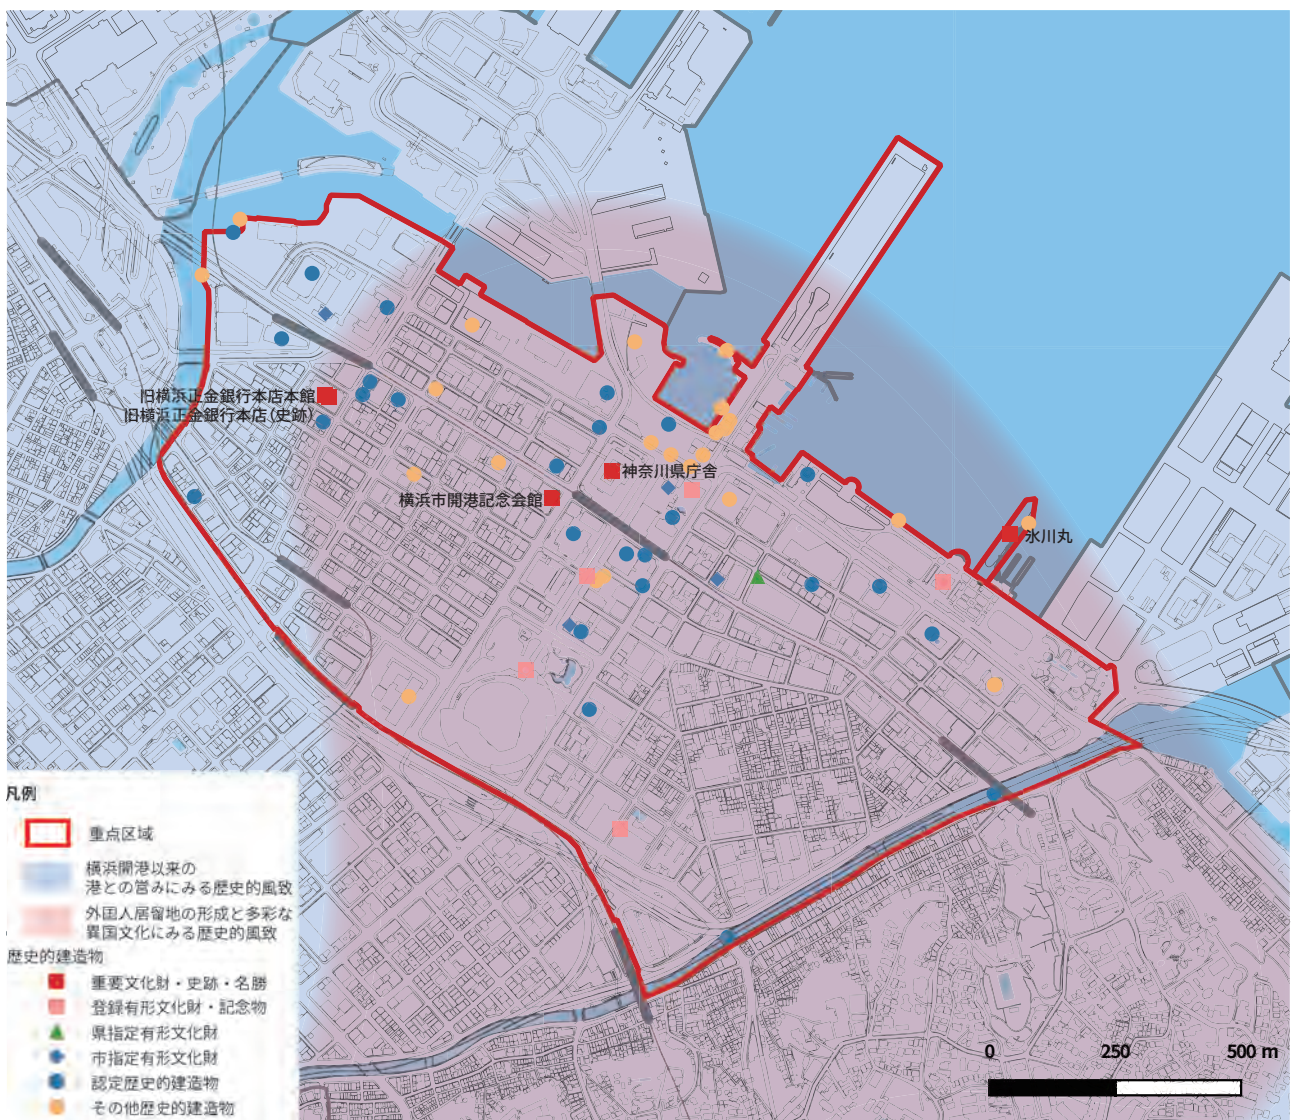 旧横浜正金銀行本店本館
旧横浜正金銀行本店（史跡）
神奈川県庁舎
横浜市開港記念会館
氷川丸
凡例
重点区域
横浜開港以来の
港との営みにみる歴史的風致
外国人居留地の形成と多彩な
異国文化にみる歴史的風致
歴史的建造物
重要文化財・史跡・名勝
登録有形文化財・記念物
県指定有形文化財
市指定有形文化財
認定歴史的建造物
その他歴史的建造物
0 250 500 m